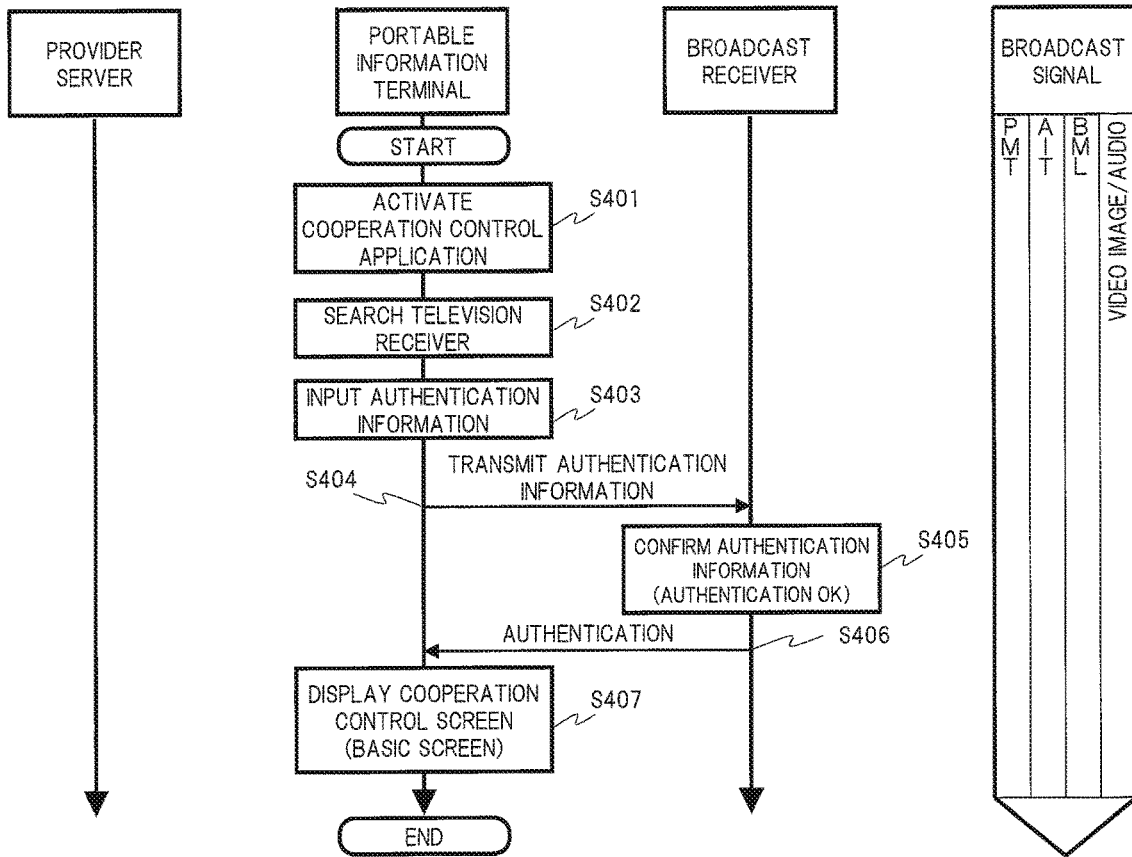 PROVIDER
SERVER
PORTABLE
INFORMATION
TERMINAL
BROADCAST
RECEIVER
BROADCAST
SIGNAL
PMT
AIT
BML
VIDEO IMAGE/AUDIO
START
ACTIVATE
COOPERATION CONTROL
APPLICATION
S401
SEARCH TELEVISION
RECEIVER
S402
INPUT AUTHENTICATION
INFORMATION
S403
TRANSMIT AUTHENTICATION
INFORMATION
S404
CONFIRM AUTHENTICATION
INFORMATION
(AUTHENTICATION OK)
S405
AUTHENTICATION
S406
DISPLAY COOPERATION
CONTROL SCREEN
(BASIC SCREEN)
S407
END